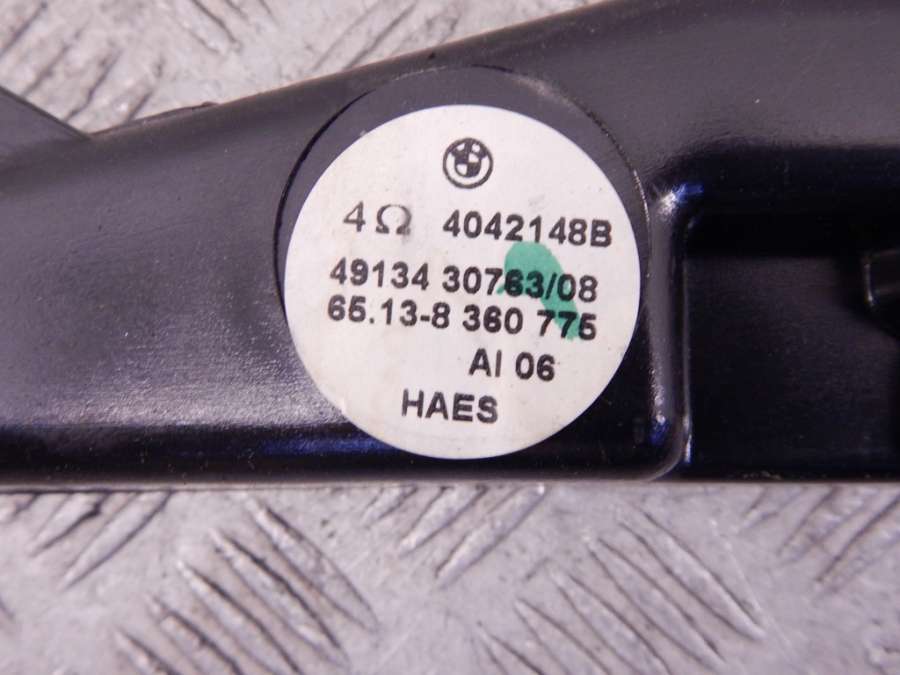 4Ω 4042148B
49134 30763/08
65.13-8 360 775
AI 06
HAES